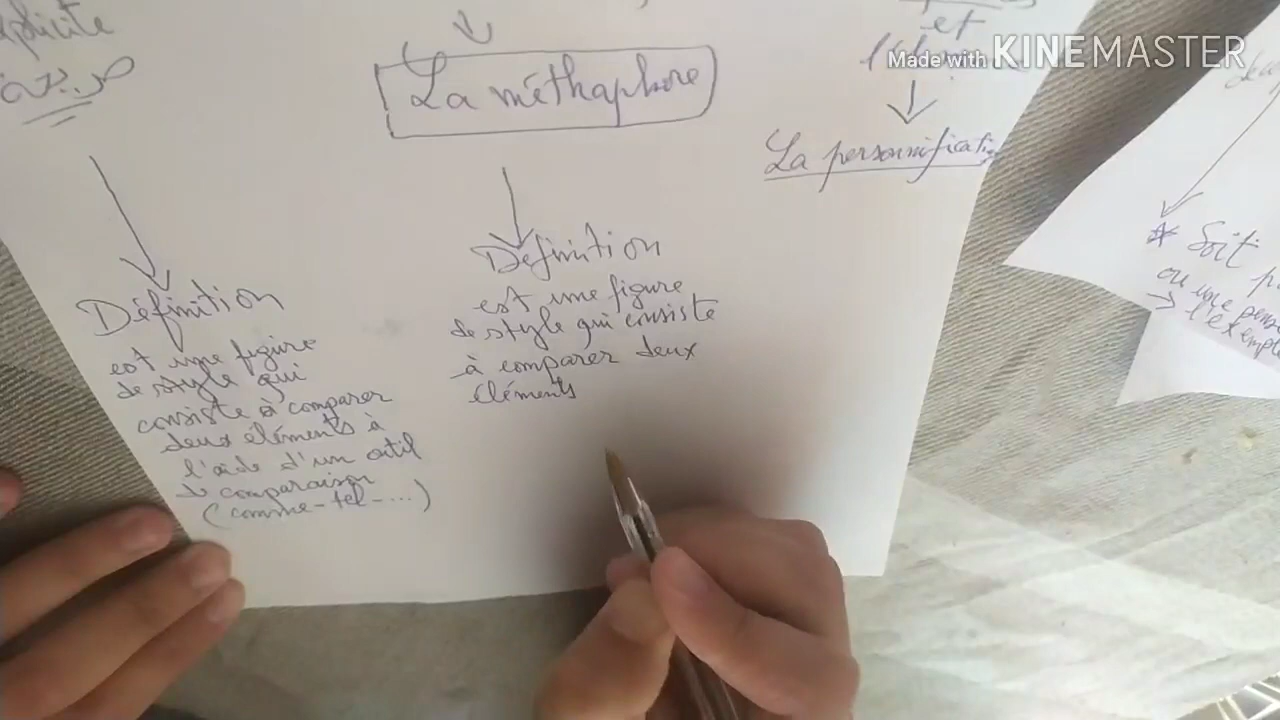 plicite
et
Made with KINEMASTER
La méthaphore
La personnificati
Définition
est une figure
de style qui
consiste à comparer
deux éléments à
l'aide d'un outil
de comparaison
(comme-tel-...)
Définition
est une figure
de style qui consiste
à comparer deux
éléments
* Soit p
ou une pens
→ l'exempl